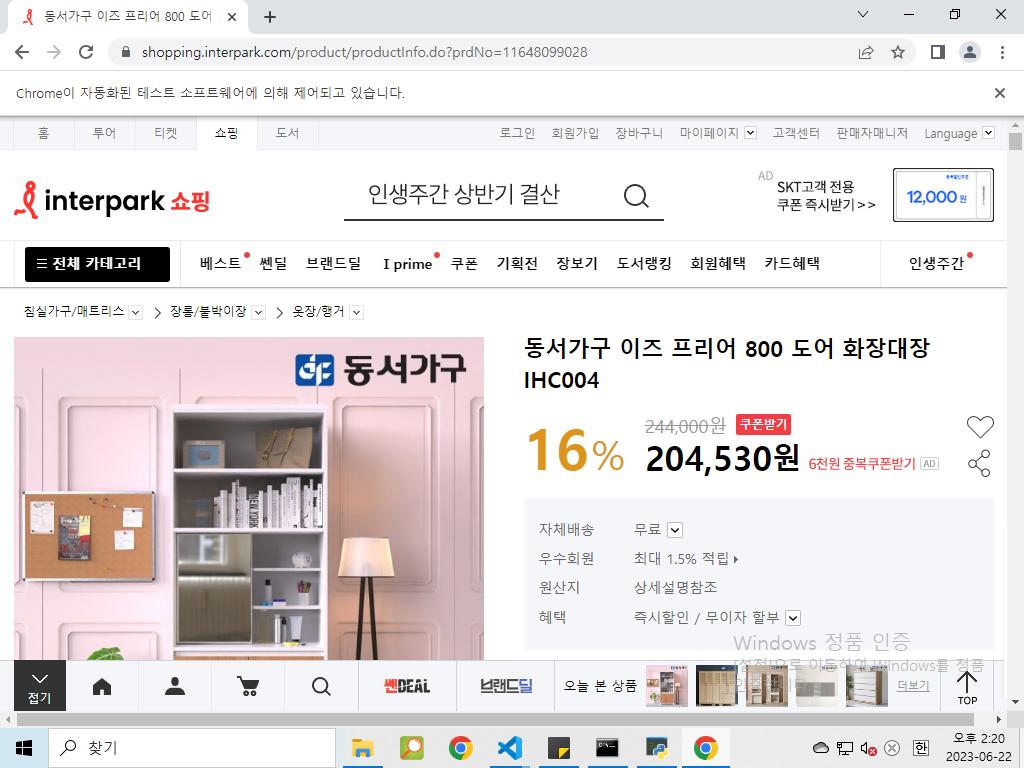 동서가구 이즈 프리어 800 도어
shopping.interpark.com/product/productInfo.do?prdNo=11648099028
Chrome이 자동화된 테스트 소프트웨어에 의해 제어되고 있습니다.
홈 투어 티켓 쇼핑 도서 로그인 회원가입 장바구니 마이페이지 고객센터 판매자매니저 Language
interpark 쇼핑
인생주간 상반기 결산
AD
SKT고객 전용
쿠폰 즉시받기>>
12,000원
전체 카테고리 베스트 쎈딜 브랜드딜 I prime 쿠폰 기획전 장보기 도서랭킹 회원혜택 카드혜택 인생주간
침실가구/매트리스 > 장롱/붙박이장 > 옷장/행거
동서가구
NEW YORK
동서가구 이즈 프리어 800 도어 화장대장
IHC004
16%
244,000원 쿠폰받기
204,530원 6천원 중복쿠폰받기 AD
자체배송 무료
우수회원 최대 1.5% 적립
원산지 상세설명참조
혜택 즉시할인 / 무이자 할부
Windows 정품 인증
[설정]으로 이동하여 Windows를 정품
접기
쎈DEAL
브랜드딜
오늘 본 상품
더보기
TOP
찾기
한
오후 2:20
2023-06-22